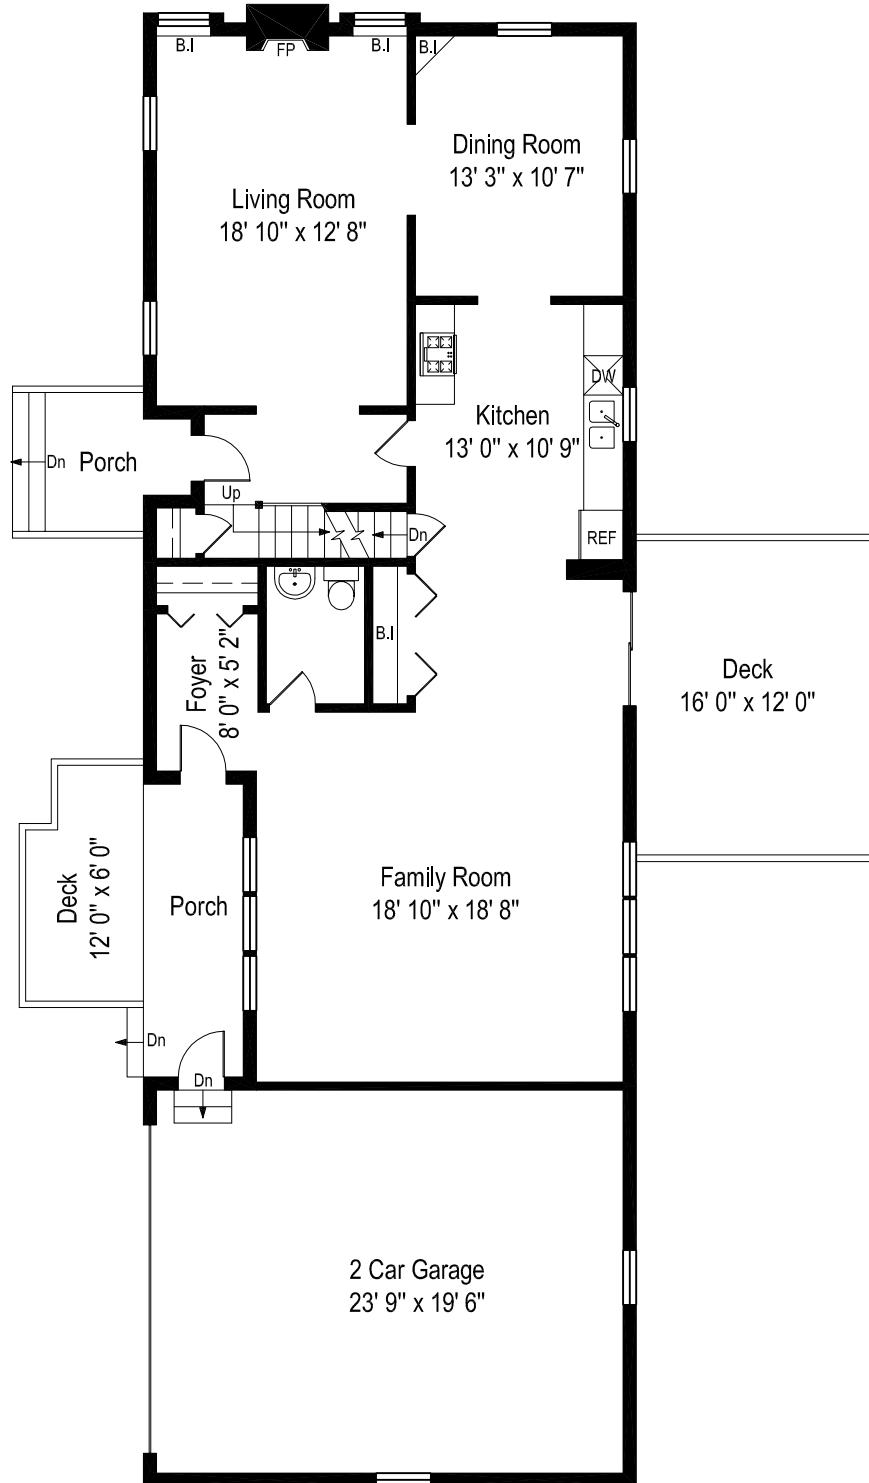 B.I
FP
B.I
B.I
Dining Room
13' 3" x 10' 7"
Living Room
18' 10" x 12' 8"
DW
Kitchen
13' 0" x 10' 9"
Dn
Porch
Up
Dn
REF
B.I
Foyer
8' 0" x 5' 2"
Deck
16' 0" x 12' 0"
Deck
12' 0" x 6' 0"
Porch
Family Room
18' 10" x 18' 8"
Dn
Dn
2 Car Garage
23' 9" x 19' 6"